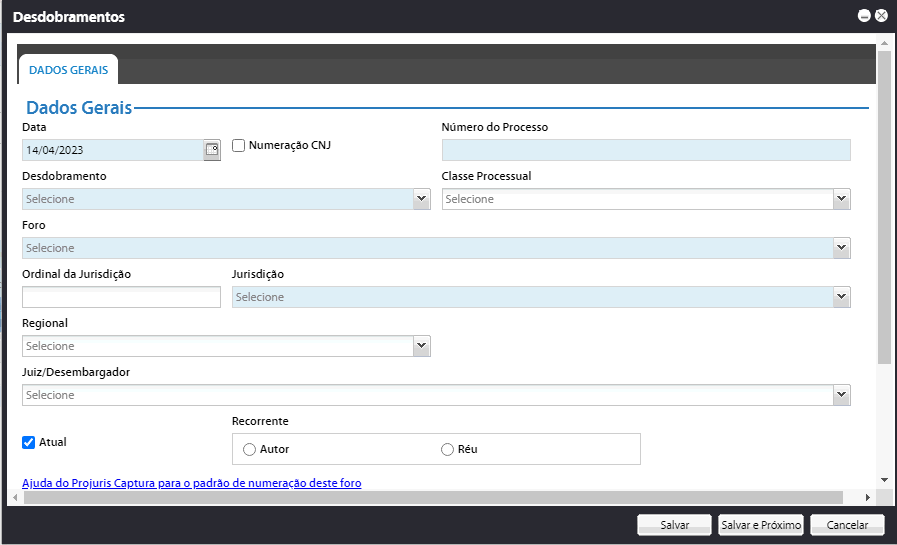 Desdobramentos
DADOS GERAIS
Dados Gerais
Data
Número do Processo
14/04/2023
Numeração CNJ
Desdobramento
Classe Processual
Selecione
Selecione
Foro
Selecione
Ordinal da Jurisdição
Jurisdição
Selecione
Regional
Selecione
Juiz/Desembargador
Selecione
Recorrente
Atual
Autor
Réu
Ajuda do Projuris Captura para o padrão de numeração deste foro
Salvar
Salvar e Próximo
Cancelar